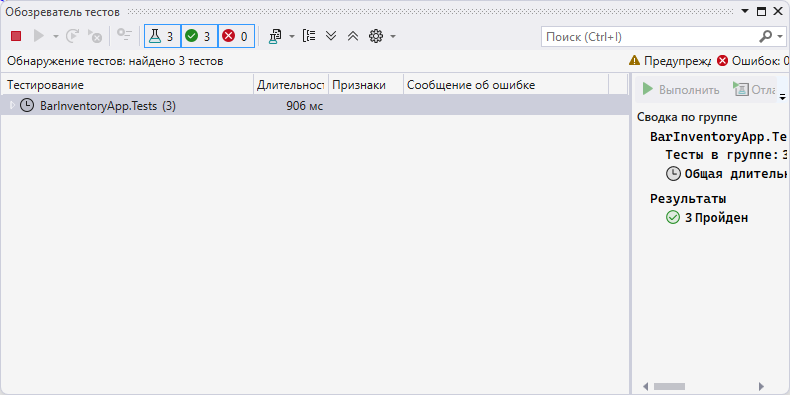 Обозреватель тестов
3 3 0 Поиск (Ctrl+I)
Обнаружение тестов: найдено 3 тестов Предупрежд Ошибок: 0
Тестирование Длительност Признаки Сообщение об ошибке
BarInventoryApp.Tests (3) 906 мс
Выполнить Отла
Сводка по группе
BarInventoryApp.Te
Тесты в группе: 3
Общая длительн
Результаты
3 Пройден